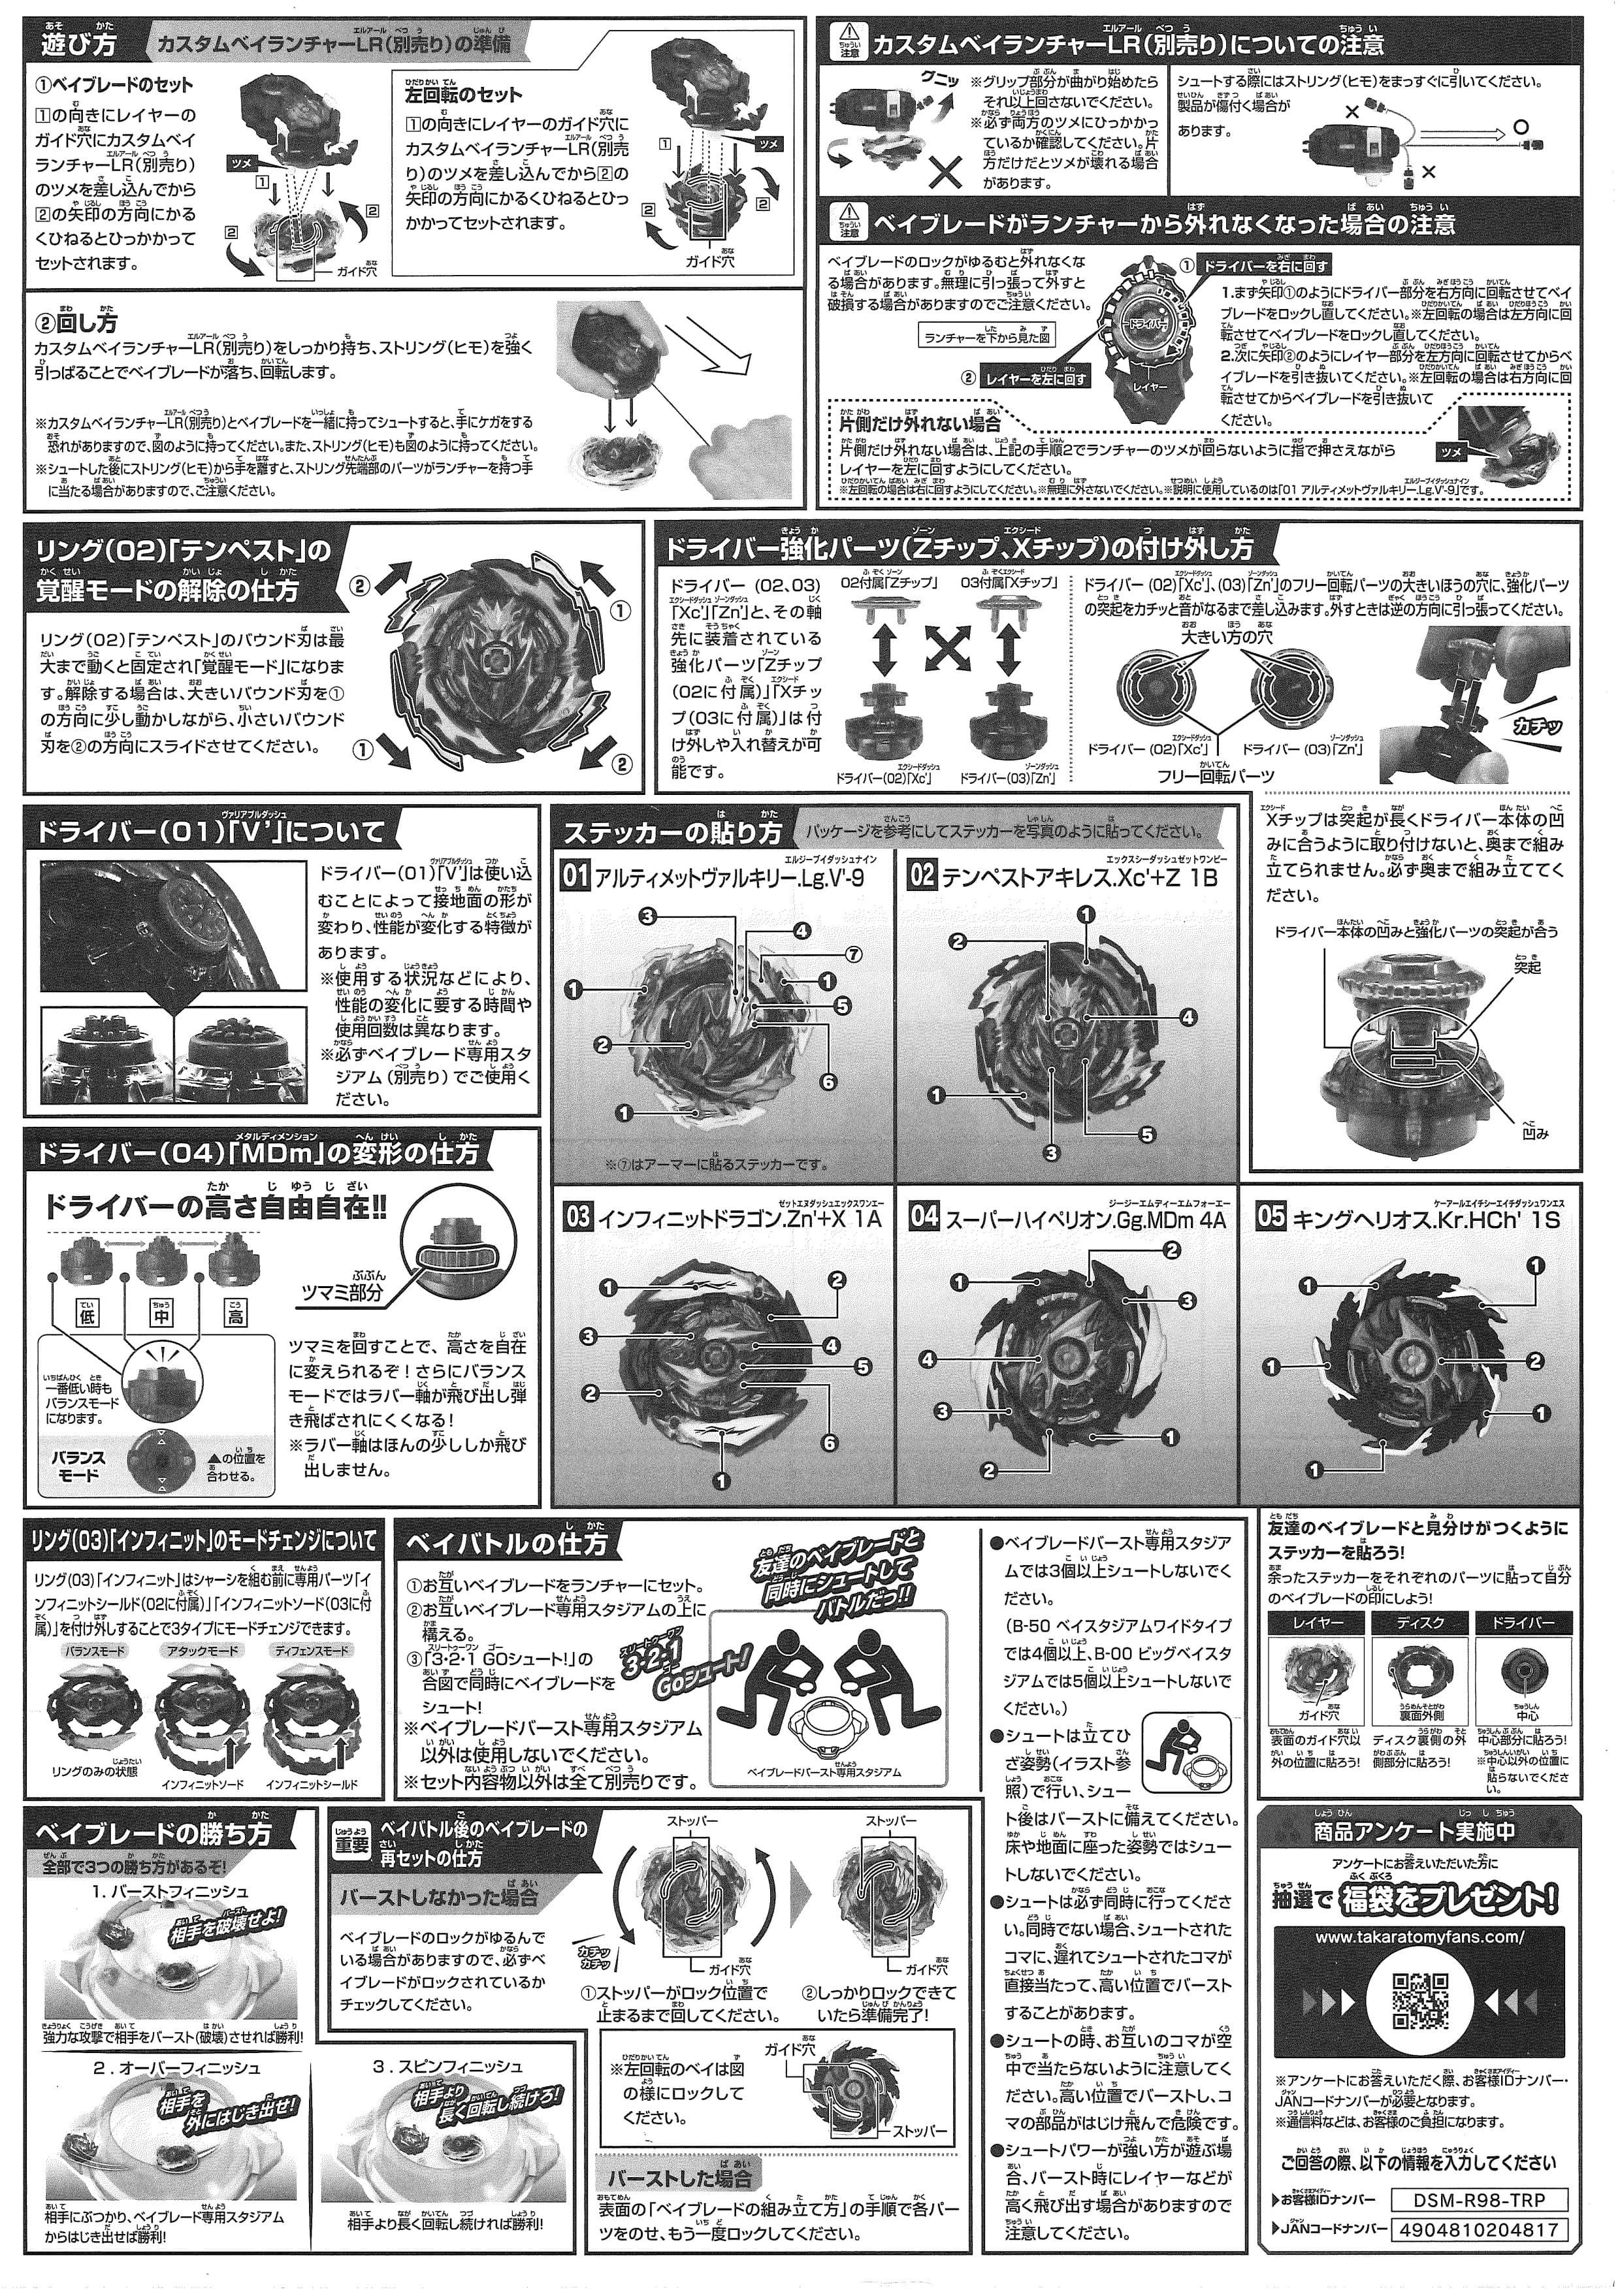 遊び方
カスタムベイランチャーLR(別売り)の準備
①ベイブレードのセット
1の向きにレイヤーの
ガイド穴にカスタムベイ
ランチャーLR(別売り)
のツメを差し込んでから
2の矢印の方向にかる
くひねるとひっかかって
セットされます。
ツメ
1
2
2
ガイド穴
左回転のセット
1の向きにレイヤーのガイド穴に
カスタムベイランチャーLR(別売
り)のツメを差し込んでから2の
矢印の方向にかるくひねるとひっ
かかってセットされます。
1
ツメ
2
2
ガイド穴
②回し方
カスタムベイランチャーLR(別売り)をしっかり持ち、ストリング(ヒモ)を強く
引っぱることでベイブレードが落ち、回転します。
※カスタムベイランチャーLR(別売り)とベイブレードを一緒に持ってシュートすると、手にケガをする
恐れがありますので、図のように持ってください。また、ストリング(ヒモ)も図のように持ってください。
※シュートした後にストリング(ヒモ)から手を離すと、ストリング先端部のパーツがランチャーを持つ手
に当たる場合がありますので、ご注意ください。
注意
カスタムベイランチャーLR(別売り)についての注意
グニッ
※グリップ部分が曲がり始めたら
それ以上回さないでください。
※必ず両方のツメにひっかかっ
ているか確認してください。片
方だけだとツメが壊れる場合
があります。
シュートする際にはストリング(ヒモ)をまっすぐに引いてください。
製品が傷付く場合が
あります。
注意
ベイブレードがランチャーから外れなくなった場合の注意
ベイブレードのロックがゆるむと外れなくな
る場合があります。無理に引っ張って外すと
破損する場合がありますのでご注意ください。
ランチャーを下から見た図
① ドライバーを右に回す
ドライバー
レイヤー
② レイヤーを左に回す
1.まず矢印①のようにドライバー部分を右方向に回転させてベイ
ブレードをロックし直してください。※左回転の場合は左方向に回
転させてベイブレードをロックし直してください。
2.次に矢印②のようにレイヤー部分を左方向に回転させてからベ
イブレードを引き抜いてください。※左回転の場合は右方向に回
転させてからベイブレードを引き抜いて
ください。
片側だけ外れない場合
片側だけ外れない場合は、上記の手順2でランチャーのツメが回らないように指で押さえながら
レイヤーを左に回すようにしてください。
※左回転の場合は右に回すようにしてください。※無理に外さないでください。※説明に使用しているのは「01 アルティメットヴァルキリー.Lg.V'-9」です。
ツメ
リング(02)「テンペスト」の
覚醒モードの解除の仕方
リング(02)「テンペスト」のバウンド刃は最
大まで動くと固定され「覚醒モード」になりま
す。解除する場合は、大きいバウンド刃を①
の方向に少し動かしながら、小さいバウンド
刃を②の方向にスライドさせてください。
②
①
①
②
ドライバー強化パーツ(Zチップ、Xチップ)の付け外し方
ドライバー (02、03)
「Xc'」「Zn'」と、その軸
先に装着されている
強化パーツ「Zチップ
(02に付属)」「Xチッ
プ(03に付属)」は付
け外しや入れ替えが可
能です。
02付属「Zチップ」
03付属「Xチップ」
ドライバー(02)「Xc'」
ドライバー(03)「Zn'」
ドライバー (02)「Xc'」、(03)「Zn'」のフリー回転パーツの大きいほうの穴に、強化パーツ
の突起をカチッと音がなるまで差し込みます。外すときは逆の方向に引っ張ってください。
大きい方の穴
ドライバー (02)「Xc'」
ドライバー (03)「Zn'」
フリー回転パーツ
カチッ
Xチップは突起が長くドライバー本体の凹
みに合うように取り付けないと、奥まで組み
立てられません。必ず奥まで組み立ててく
ださい。
ドライバー本体の凹みと強化パーツの突起が合う
突起
凹み
ドライバー(01)「V'」について
ドライバー(01)「V'」は使い込
むことによって接地面の形が
変わり、性能が変化する特徴が
あります。
※使用する状況などにより、
性能の変化に要する時間や
使用回数は異なります。
※必ずベイブレード専用スタ
ジアム (別売り) でご使用く
ださい。
ステッカーの貼り方
パッケージを参考にしてステッカーを写真のように貼ってください。
01 アルティメットヴァルキリー.Lg.V'-9
❸
❹
⑦
❶
❶
❺
❷
❻
❶
※⑦はアーマーに貼るステッカーです。
02 テンペストアキレス.Xc'+Z 1B
❶
❷
❹
❶
❺
❸
03 インフィニットドラゴン.Zn'+X 1A
❶
❷
❸
❹
❺
❷
❻
❶
04 スーパーハイペリオン.Gg.MDm 4A
❷
❶
❸
❹
❸
❶
❷
05 キングヘリオス.Kr.HCh' 1S
❶
❶
❶
❷
❶
❶
ドライバー(04)「MDm」の変形の仕方
ドライバーの高さ自由自在!!
低
中
高
ツマミ部分
一番低い時も
バランスモード
になります。
バランス
モード
▲の位置を
合わせる。
ツマミを回すことで、高さを自在
に変えられるぞ！さらにバランス
モードではラバー軸が飛び出し弾
き飛ばされにくくなる!
※ラバー軸はほんの少ししか飛び
出しません。
リング(03)「インフィニット」のモードチェンジについて
リング(03)「インフィニット」はシャーシを組む前に専用パーツ「イ
ンフィニットシールド(02に付属)」「インフィニットソード(03に付
属)」を付け外しすることで3タイプにモードチェンジできます。
バランスモード
アタックモード
ディフェンスモード
リングのみの状態
インフィニットソード
インフィニットシールド
ベイバトルの仕方
①お互いベイブレードをランチャーにセット。
②お互いベイブレード専用スタジアムの上に
構える。
③「3・2・1 GOシュート!」の
合図で同時にベイブレードを
シュート!
※ベイブレードバースト専用スタジアム
以外は使用しないでください。
※セット内容物以外は全て別売りです。
友達のベイブレードと
同時にシュートして
バトルだっ!!
3・2・1
GOシュート!
ベイブレードバースト専用スタジアム
●ベイブレードバースト専用スタジア
ムでは3個以上シュートしないでく
ださい。
(B-50 ベイスタジアムワイドタイプ
では4個以上、B-00 ビッグベイスタ
ジアムでは5個以上シュートしないで
ください。)
●シュートは立てひ
ざ姿勢(イラスト参
照)で行い、シュー
ト後はバーストに備えてください。
床や地面に座った姿勢ではシュー
トしないでください。
●シュートは必ず同時に行ってくださ
い。同時でない場合、シュートされた
コマに、遅れてシュートされたコマが
直接当たって、高い位置でバースト
することがあります。
●シュートの時、お互いのコマが空
中で当たらないように注意してく
ださい。高い位置でバーストし、コ
マの部品がはじけ飛んで危険です。
●シュートパワーが強い方が遊ぶ場
合、バースト時にレイヤーなどが
高く飛び出す場合がありますので
注意してください。
友達のベイブレードと見分けがつくように
ステッカーを貼ろう!
余ったステッカーをそれぞれのパーツに貼って自分
のベイブレードの印にしよう!
レイヤー
ディスク
ドライバー
ガイド穴
裏面外側
中心
表面のガイド穴以
外の位置に貼ろう!
ディスク裏側の外
側部分に貼ろう!
中心部分に貼ろう!
※中心以外の位置に
貼らないでくださ
い。
ベイブレードの勝ち方
全部で3つの勝ち方があるぞ!
1. バーストフィニッシュ
相手を破壊せよ!
強力な攻撃で相手をバースト(破壊)させれば勝利!
2. オーバーフィニッシュ
相手を
外にはじき出せ!
相手にぶつかり、ベイブレード専用スタジアム
からはじき出せば勝利!
3. スピンフィニッシュ
相手より
長く回転し続けろ!
相手より長く回転し続ければ勝利!
重要
ベイバトル後のベイブレードの
再セットの仕方
バーストしなかった場合
ベイブレードのロックがゆるんで
いる場合がありますので、必ずベ
イブレードがロックされているか
チェックしてください。
ストッパー
カチッ
カチッ
ガイド穴
①ストッパーがロック位置で
止まるまで回してください。
ストッパー
ガイド穴
②しっかりロックできて
いたら準備完了!
※左回転のベイは図
の様にロックして
ください。
ガイド穴
ストッパー
バーストした場合
表面の「ベイブレードの組み立て方」の手順で各パー
ツをのせ、もう一度ロックしてください。
商品アンケート実施中
アンケートにお答えいただいた方に
抽選で福袋をプレゼント!
www.takaratomyfans.com/
※アンケートにお答えいただく際、お客様IDナンバー・
JANコードナンバーが必要となります。
※通信料などは、お客様のご負担になります。
ご回答の際、以下の情報を入力してください
▶お客様IDナンバー DSM-R98-TRP
▶JANコードナンバー 4904810204817